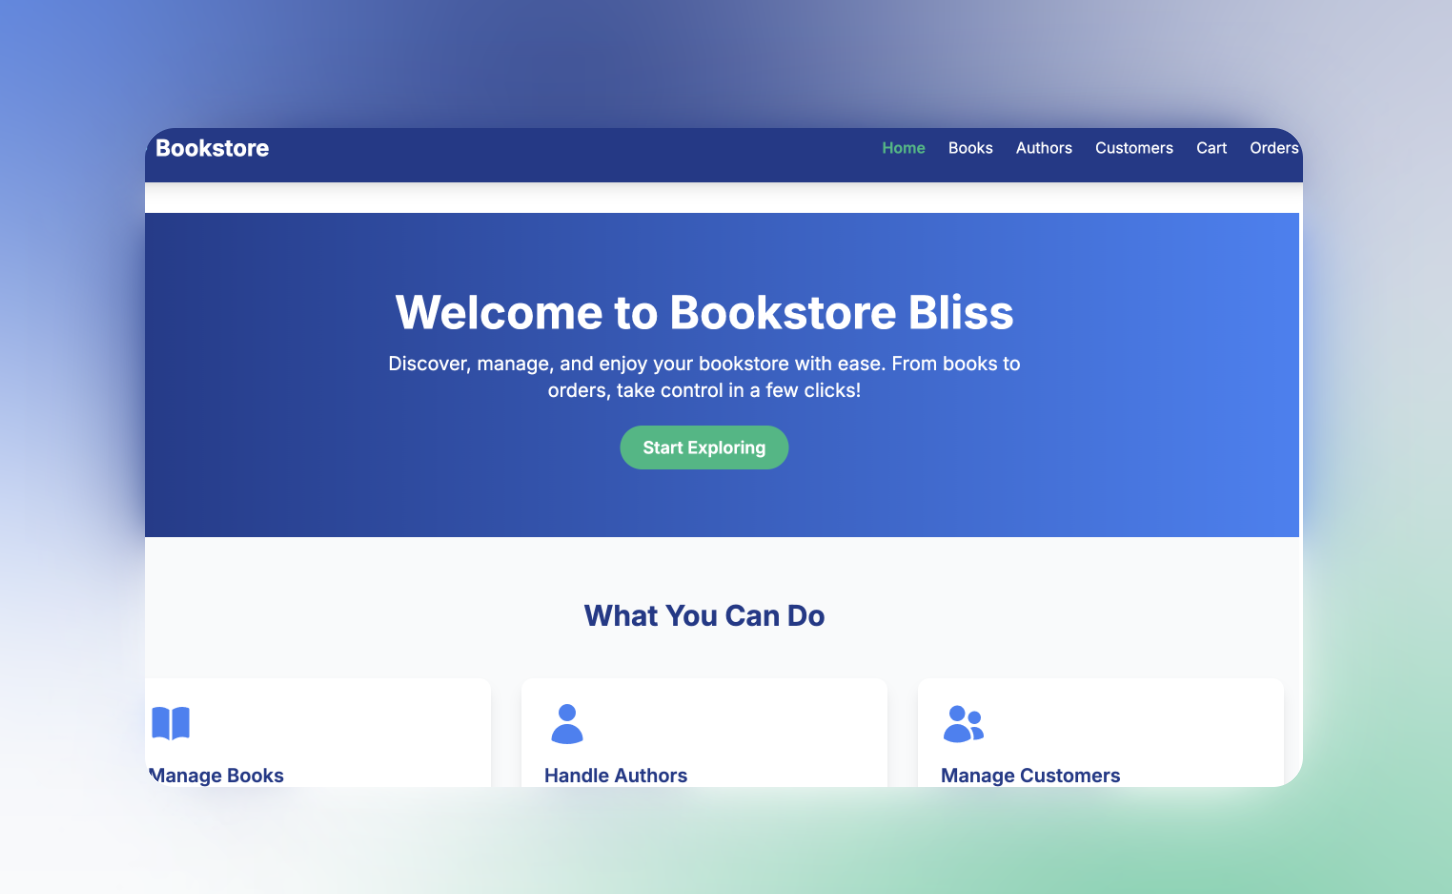 Bookstore
Home Books Authors Customers Cart Orders
Welcome to Bookstore Bliss
Discover, manage, and enjoy your bookstore with ease. From books to
orders, take control in a few clicks!
Start Exploring
What You Can Do
Manage Books
Handle Authors
Manage Customers